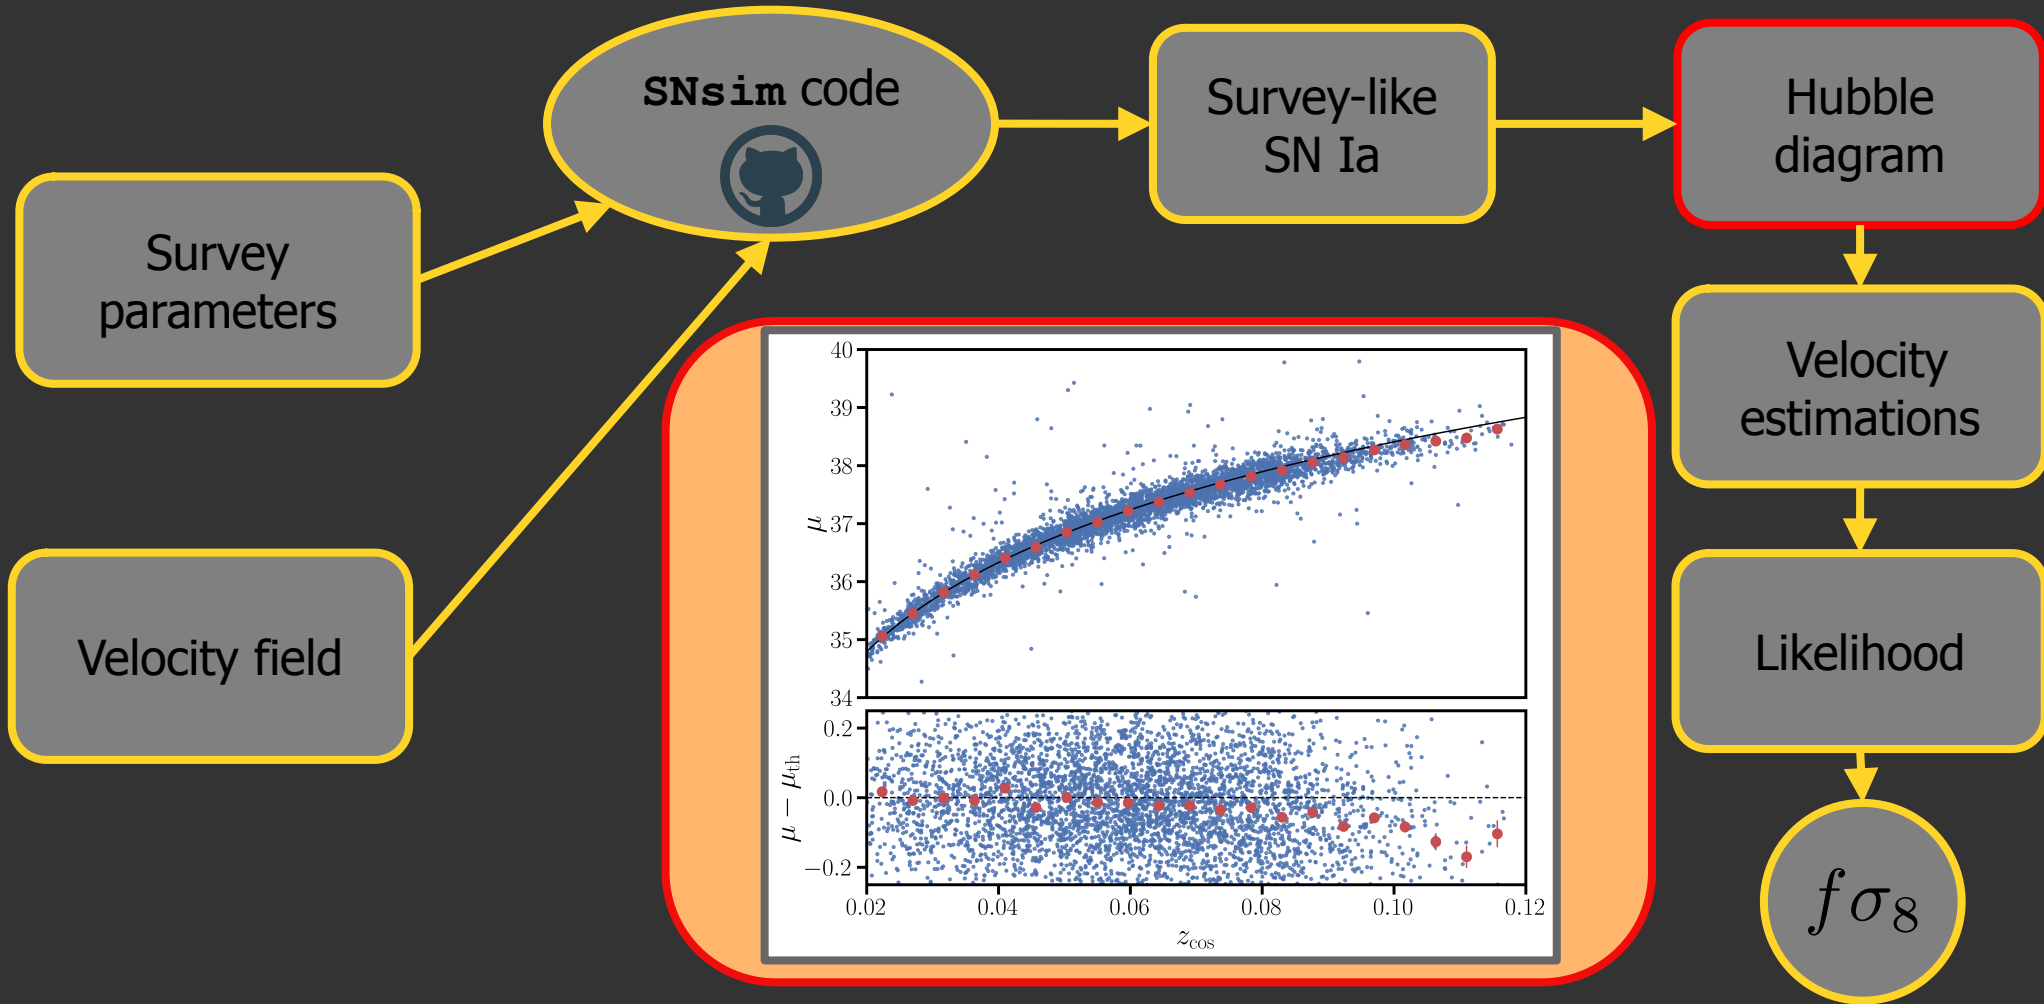 SNsim code
Survey-like
SN Ia
Hubble
diagram
Survey
parameters
Velocity field
Velocity
estimations
Likelihood
fσ₈
40
39
38
37
36
35
34
μ
0.2
0.0
−0.2
μ − μth
0.02 0.04 0.06 0.08 0.10 0.12
zcos